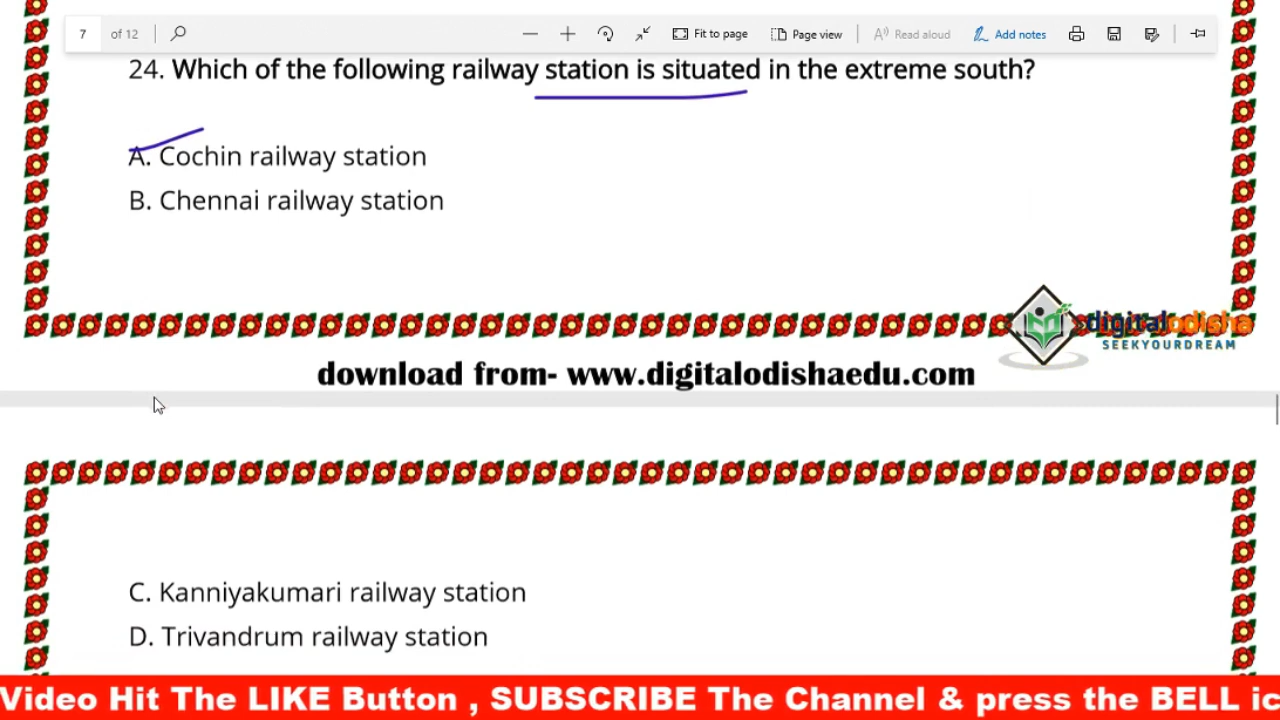 7 of 12 Fit to page Page view Read aloud Add notes
24. Which of the following railway station is situated in the extreme south?
A. Cochin railway station
B. Chennai railway station
digitalodisha
SEEKYOURDREAM
download from- www.digitalodishaedu.com
C. Kanniyakumari railway station
D. Trivandrum railway station
Video Hit The LIKE Button , SUBSCRIBE The Channel & press the BELL ic